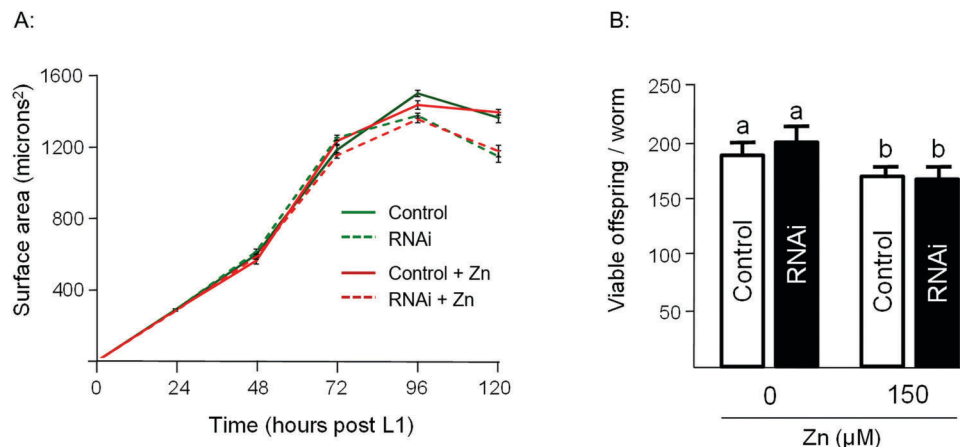 A:
Surface area (microns²)
1600
1200
800
400
0
24
48
72
96
120
Time (hours post L1)
Control
RNAi
Control + Zn
RNAi + Zn
B:
Viable offspring / worm
250
200
150
100
50
a
a
b
b
Control
RNAi
Control
RNAi
0
150
Zn (µM)